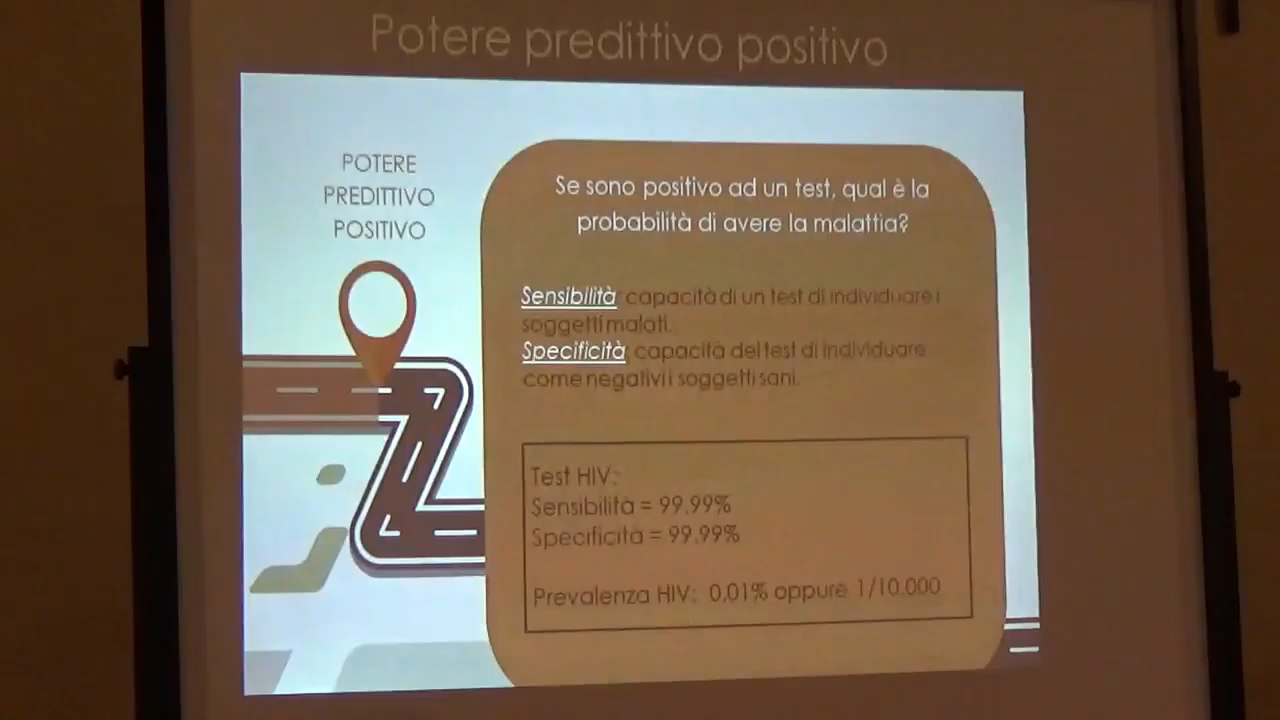 Potere predittivo positivo
POTERE
PREDITTIVO
POSITIVO
Se sono positivo ad un test, qual è la
probabilità di avere la malattia?
Sensibilità: capacità di un test di individuare i
soggetti malati.
Specificità: capacità del test di individuare
come negativi i soggetti sani.
Test HIV:
Sensibilità = 99.99%
Specificità = 99.99%
Prevalenza HIV: 0,01% oppure 1/10.000